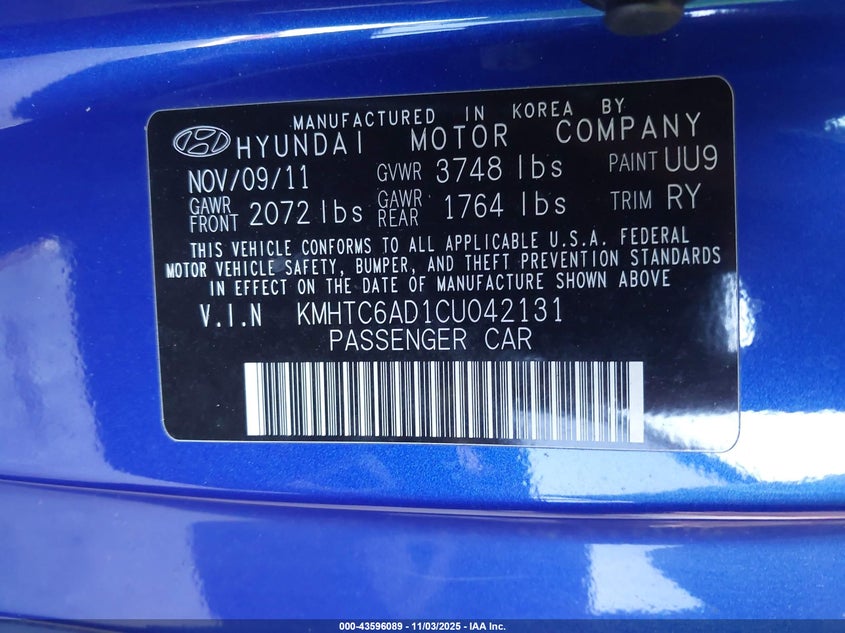 MANUFACTURED IN KOREA BY
HYUNDAI MOTOR COMPANY
NOV/09/11 GVWR 3748 lbs PAINT UU9
GAWR FRONT 2072 lbs GAWR REAR 1764 lbs TRIM RY
THIS VEHICLE CONFORMS TO ALL APPLICABLE U.S.A. FEDERAL
MOTOR VEHICLE SAFETY, BUMPER, AND THEFT PREVENTION STANDARDS
IN EFFECT ON THE DATE OF MANUFACTURE SHOWN ABOVE
V.I.N KMHTC6AD1CU042131
PASSENGER CAR
000-43596089 - 11/03/2025 - IAA Inc.